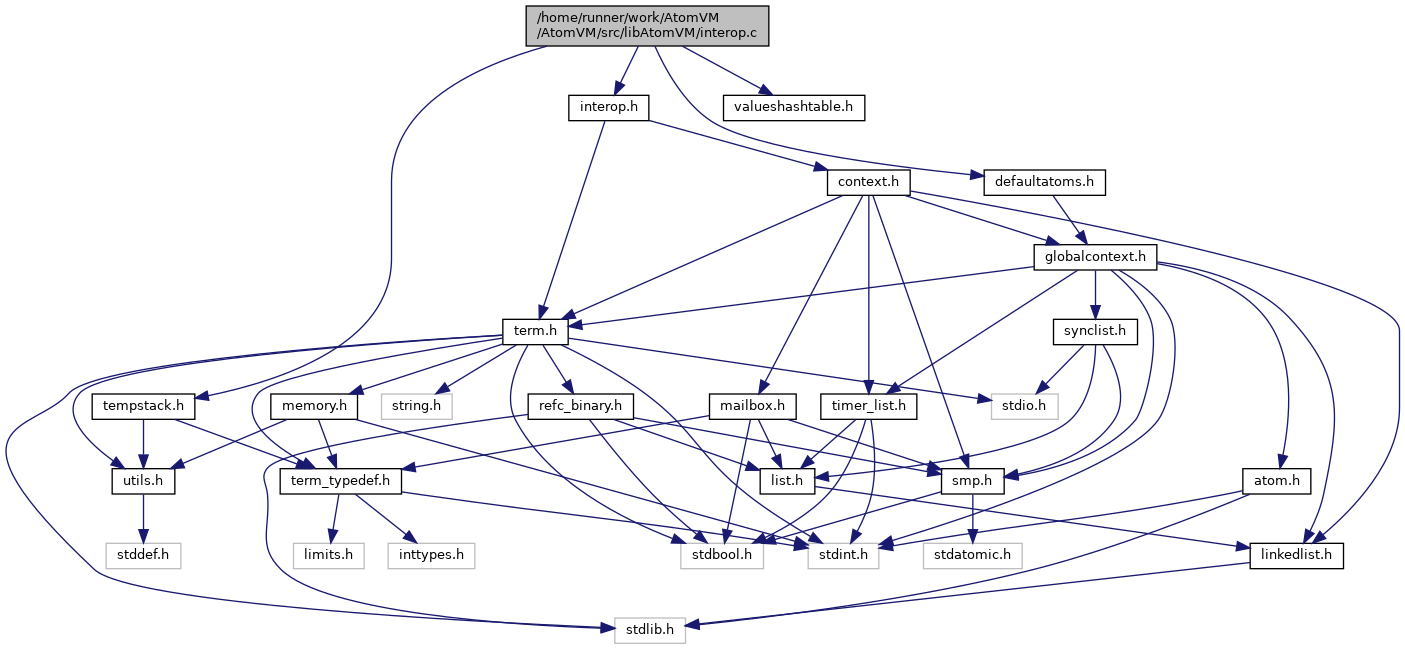 /home/runner/work/AtomVM
/AtomVM/src/libAtomVM/interop.c
interop.h
valueshashtable.h
context.h
defaultatoms.h
globalcontext.h
term.h
synclist.h
tempstack.h
memory.h
string.h
refc_binary.h
mailbox.h
timer_list.h
stdio.h
utils.h
term_typedef.h
list.h
smp.h
atom.h
stddef.h
limits.h
inttypes.h
stdbool.h
stdint.h
stdatomic.h
linkedlist.h
stdlib.h